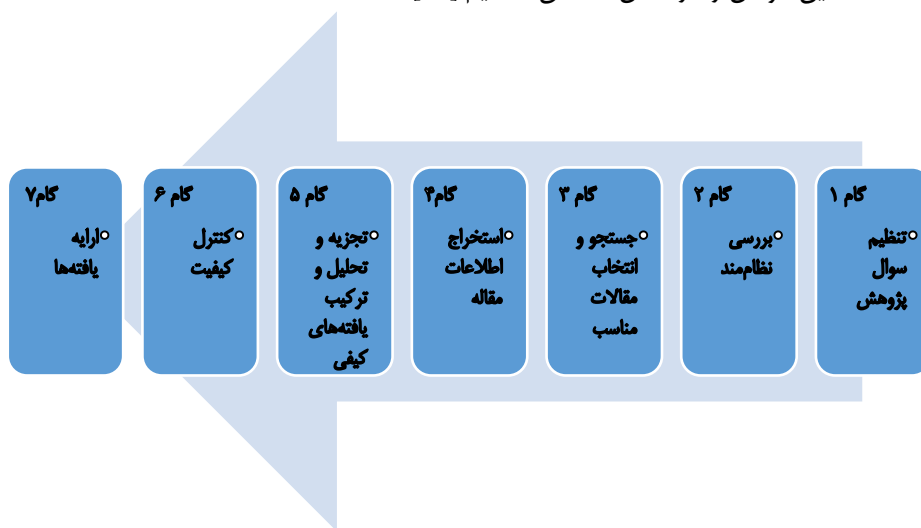 گام ۱
تنظیم
سوال
پژوهش
گام ۲
بررسی
نظام‌مند
گام ۳
جستجو و
انتخاب
مقالات
مناسب
گام۴
استخراج
اطلاعات
مقاله
گام ۵
تجزیه و
تحلیل و
ترکیب
یافته‌های
کیفی
گام ۶
کنترل
کیفیت
گام۷
ارایه
یافته‌ها